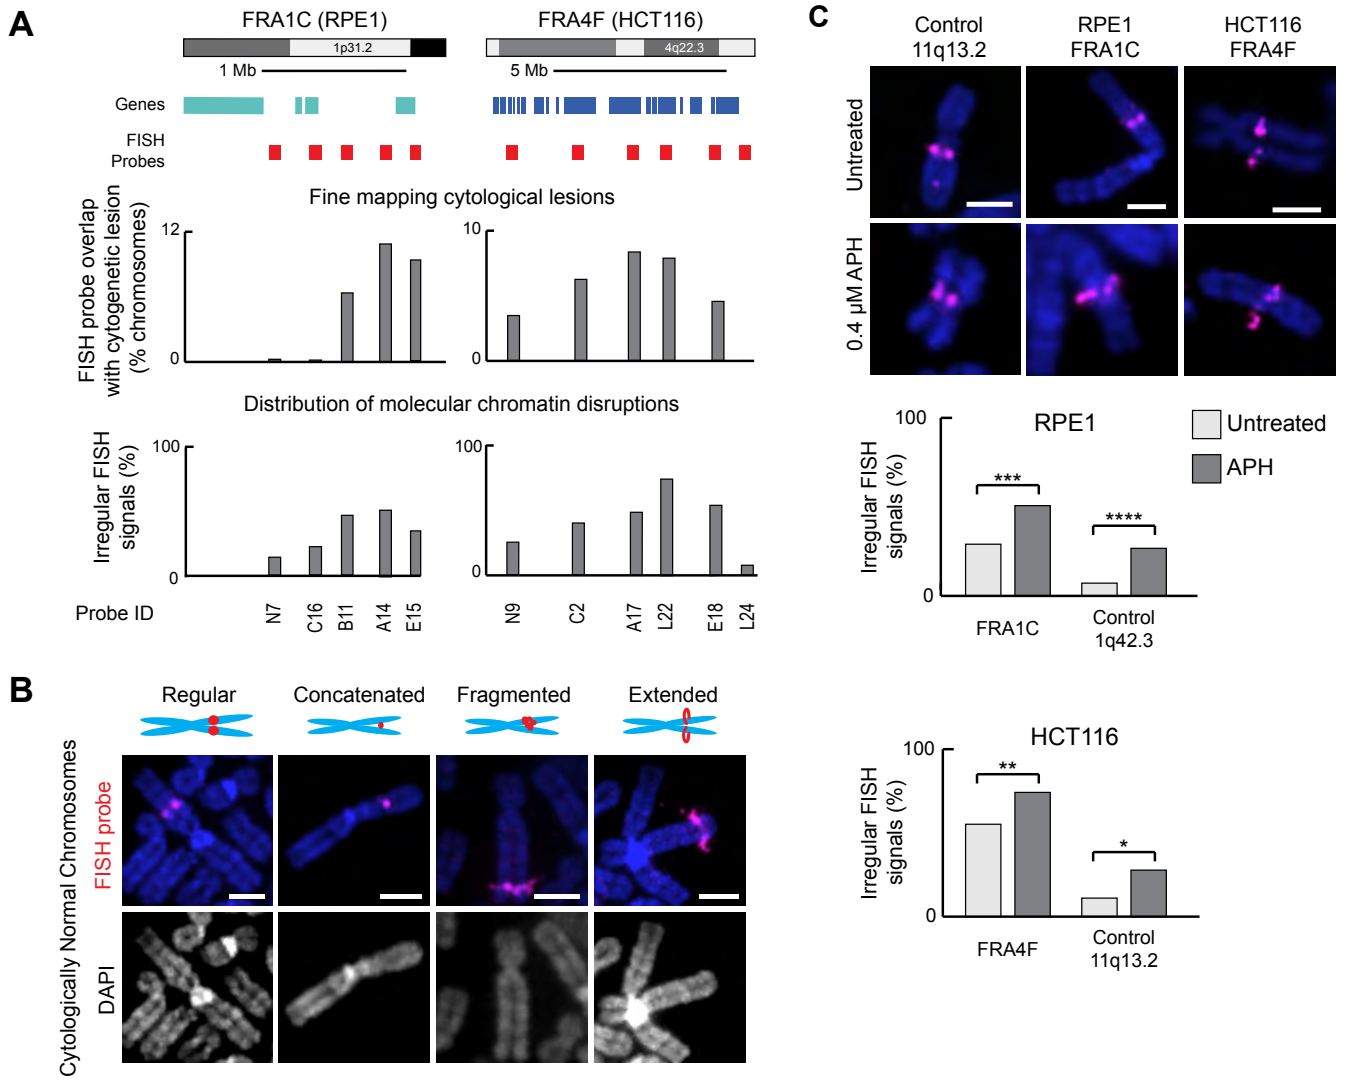 A
FRA1C (RPE1)
FRA4F (HCT116)
1p31.2
4q22.3
1 Mb
5 Mb
Genes
FISH
Probes
Fine mapping cytological lesions
FISH probe overlap
with cytogenetic lesion
(% chromosomes)
12
0
10
0
Distribution of molecular chromatin disruptions
Irregular FISH
signals (%)
100
0
100
0
Probe ID
N7
C16
B11
A14
E15
N9
C2
A17
L22
E18
L24
B
Regular
Concatenated
Fragmented
Extended
Cytologically Normal Chromosomes
FISH probe
DAPI
C
Control
11q13.2
RPE1
FRA1C
HCT116
FRA4F
Untreated
0.4 μM APH
RPE1
Untreated
APH
Irregular FISH
signals (%)
100
0
***
****
FRA1C
Control
1q42.3
HCT116
Irregular FISH
signals (%)
100
0
**
*
FRA4F
Control
11q13.2